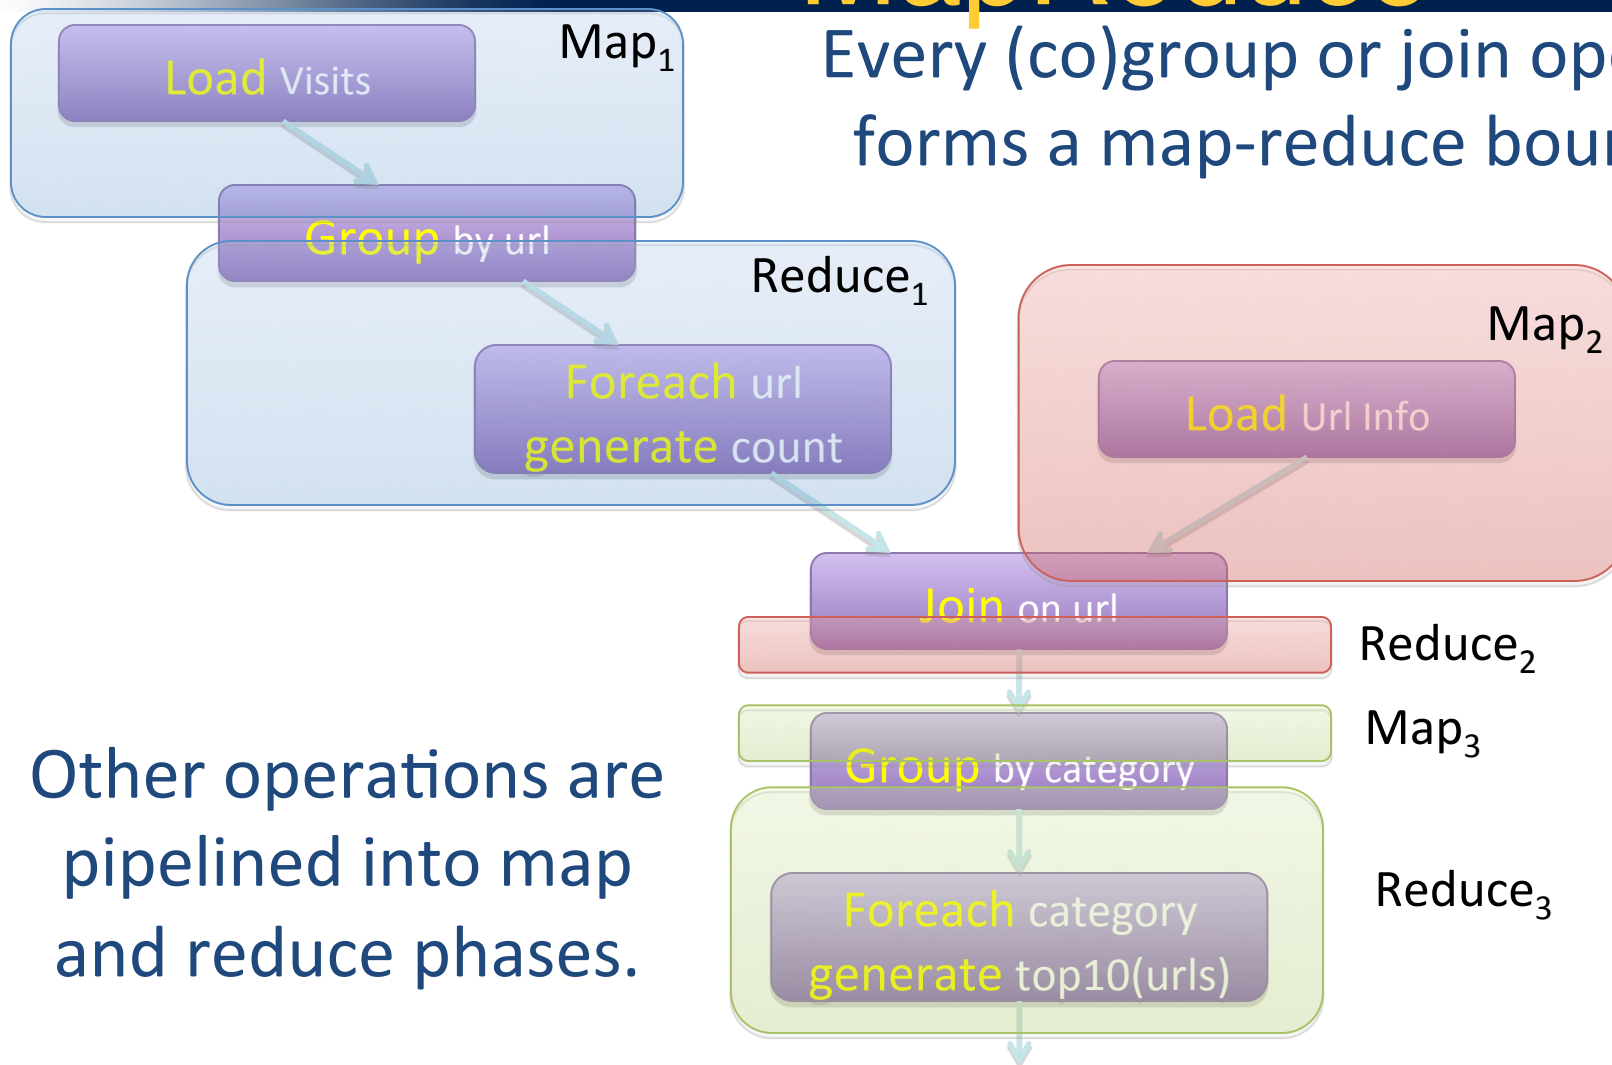 MapReduce
Every (co)group or join
forms a map-reduce
Map1
Load Visits
Group by url
Reduce1
Foreach url
generate count
Map2
Load Url Info
Join on url
Reduce2
Map3
Group by category
Reduce3
Foreach category
generate top10(urls)
Other operations are
pipelined into map
and reduce phases.